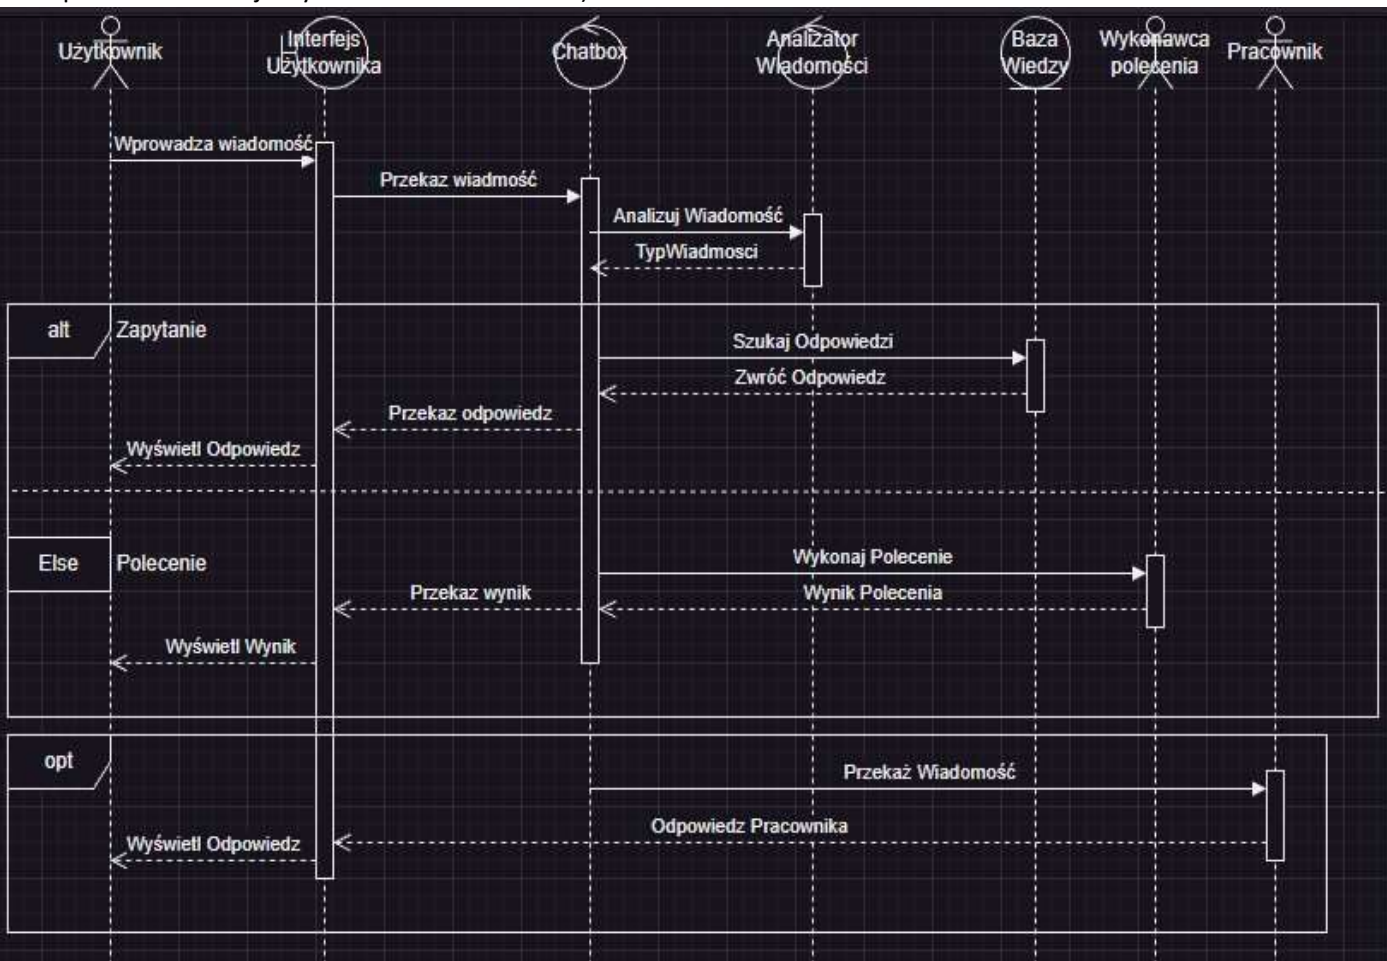 Użytkownik
Interfejs
Użytkownika
Chatbox
Analizator
Wiadomości
Baza
Wiedzy
Wykonawca
polecenia
Pracownik
Wprowadza wiadomość
Przekaz wiadmość
Analizuj Wiadomość
TypWiadmosci
alt
Zapytanie
Szukaj Odpowiedzi
Zwróć Odpowiedz
Przekaz odpowiedz
Wyświetl Odpowiedz
Else
Polecenie
Wykonaj Polecenie
Przekaz wynik
Wynik Polecenia
Wyświetl Wynik
opt
Przekaż Wiadomość
Odpowiedz Pracownika
Wyświetl Odpowiedz